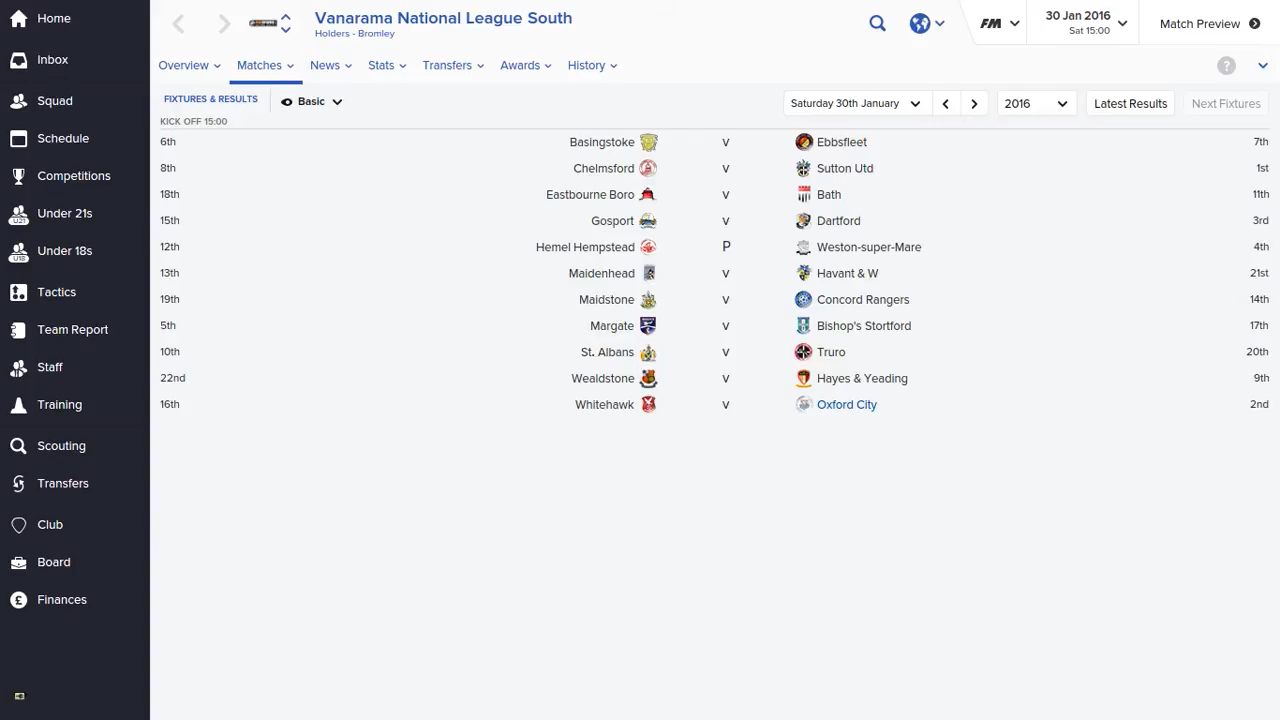 Home
Inbox
Squad
Schedule
Competitions
Under 21s
Under 18s
Tactics
Team Report
Staff
Training
Scouting
Transfers
Club
Board
Finances
Vanarama National League South
Holders - Bromley
FM
30 Jan 2016
Sat 15:00
Match Preview
Overview
Matches
News
Stats
Transfers
Awards
History
?
FIXTURES & RESULTS
Basic
Saturday 30th January
2016
Latest Results
Next Fixtures
KICK OFF 15:00
6th Basingstoke v Ebbsfleet 7th
8th Chelmsford v Sutton Utd 1st
18th Eastbourne Boro v Bath 11th
15th Gosport v Dartford 3rd
12th Hemel Hempstead P Weston-super-Mare 4th
13th Maidenhead v Havant & W 21st
19th Maidstone v Concord Rangers 14th
5th Margate v Bishop's Stortford 17th
10th St. Albans v Truro 20th
22nd Wealdstone v Hayes & Yeading 9th
16th Whitehawk v Oxford City 2nd